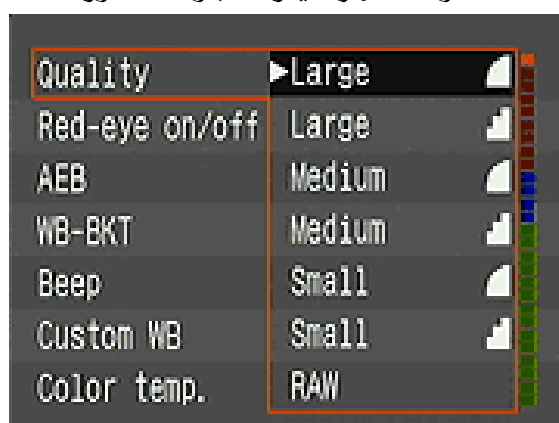 Quality ▶Large
Red-eye on/off Large
AEB Medium
WB-BKT Medium
Beep Small
Custom WB Small
Color temp. RAW